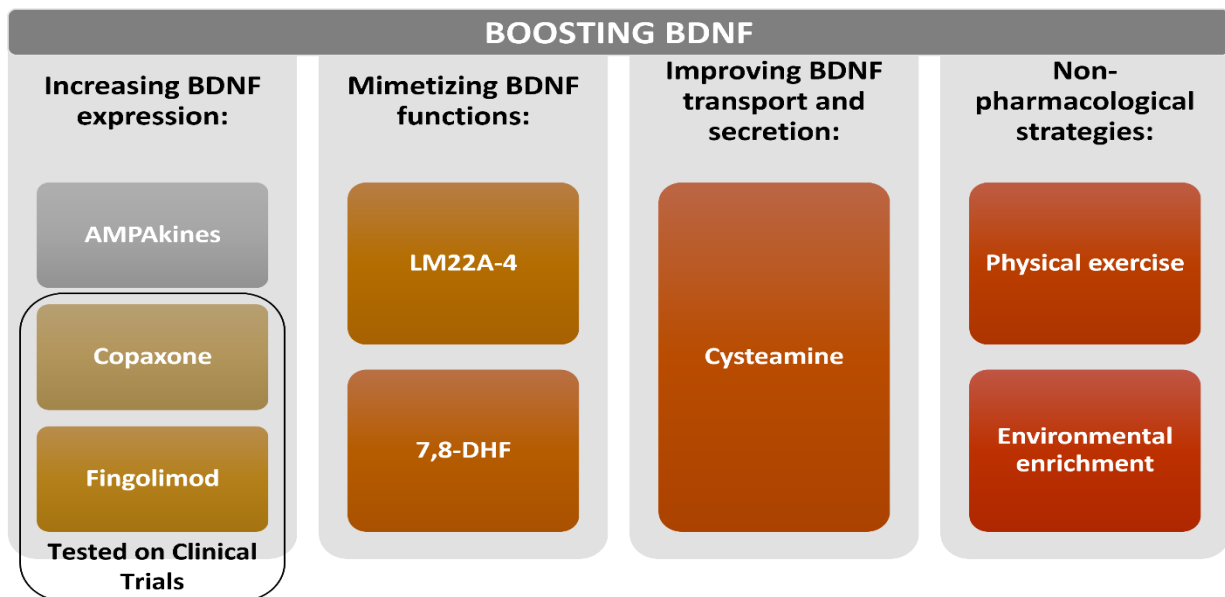 BOOSTING BDNF
Increasing BDNF
expression:
AMPAkines
Copaxone
Fingolimod
Tested on Clinical
Trials
Mimetizing BDNF
functions:
LM22A-4
7,8-DHF
Improving BDNF
transport and
secretion:
Cysteamine
Non-
pharmacological
strategies:
Physical exercise
Environmental
enrichment